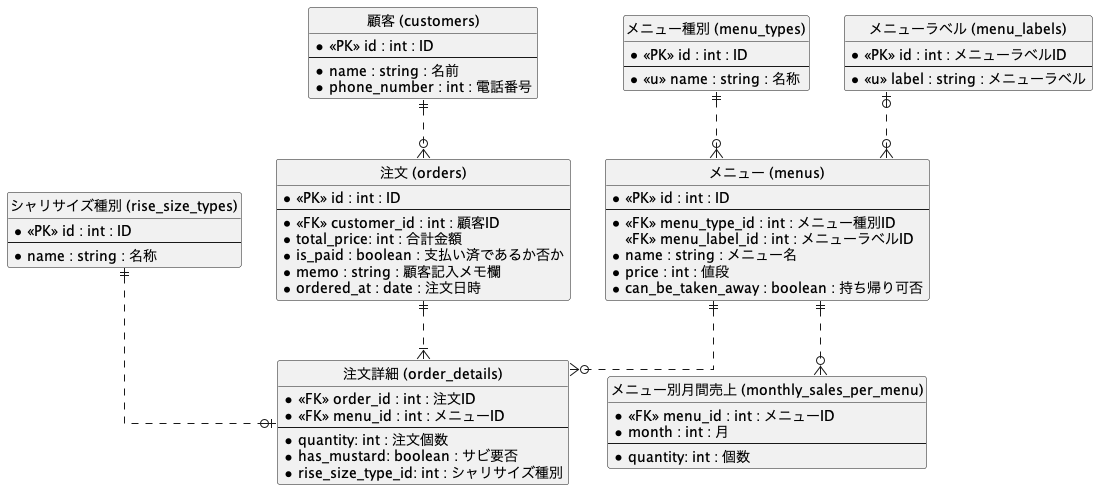 顧客 (customers)
● «PK» id : int : ID
● name : string : 名前
● phone_number : int : 電話番号
メニュー種別 (menu_types)
● «PK» id : int : ID
● «u» name : string : 名称
メニューラベル (menu_labels)
● «PK» id : int : メニューラベルID
● «u» label : string : メニューラベル
シャリサイズ種別 (rise_size_types)
● «PK» id : int : ID
● name : string : 名称
注文 (orders)
● «PK» id : int : ID
● «FK» customer_id : int : 顧客ID
● total_price: int : 合計金額
● is_paid : boolean : 支払い済であるか否か
● memo : string : 顧客記入メモ欄
● ordered_at : date : 注文日時
メニュー (menus)
● «PK» id : int : ID
● «FK» menu_type_id : int : メニュー種別ID
«FK» menu_label_id : int : メニューラベルID
● name : string : メニュー名
● price : int : 値段
● can_be_taken_away : boolean : 持ち帰り可否
注文詳細 (order_details)
● «FK» order_id : int : 注文ID
● «FK» menu_id : int : メニューID
● quantity: int : 注文個数
● has_mustard: boolean : サビ要否
● rise_size_type_id: int : シャリサイズ種別
メニュー別月間売上 (monthly_sales_per_menu)
● «FK» menu_id : int : メニューID
● month : int : 月
● quantity: int : 個数